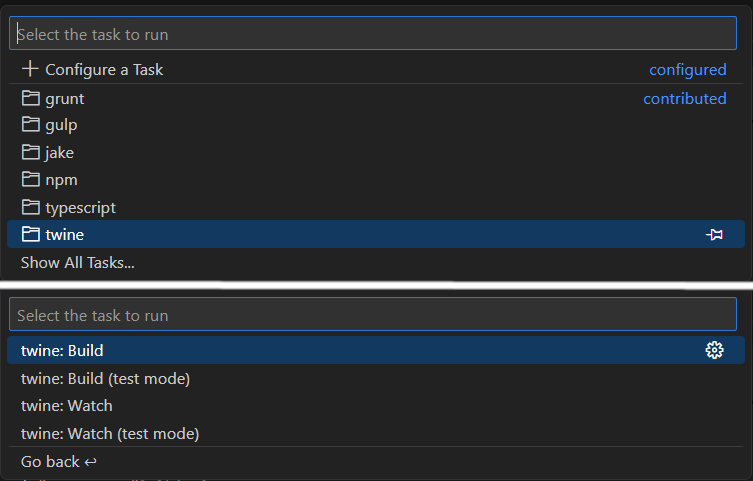 Select the task to run
Configure a Task configured
grunt contributed
gulp
jake
npm
typescript
twine
Show All Tasks...
Select the task to run
twine: Build
twine: Build (test mode)
twine: Watch
twine: Watch (test mode)
Go back ↩